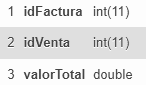 1 idFactura int(11)
2 idVenta int(11)
3 valorTotal double